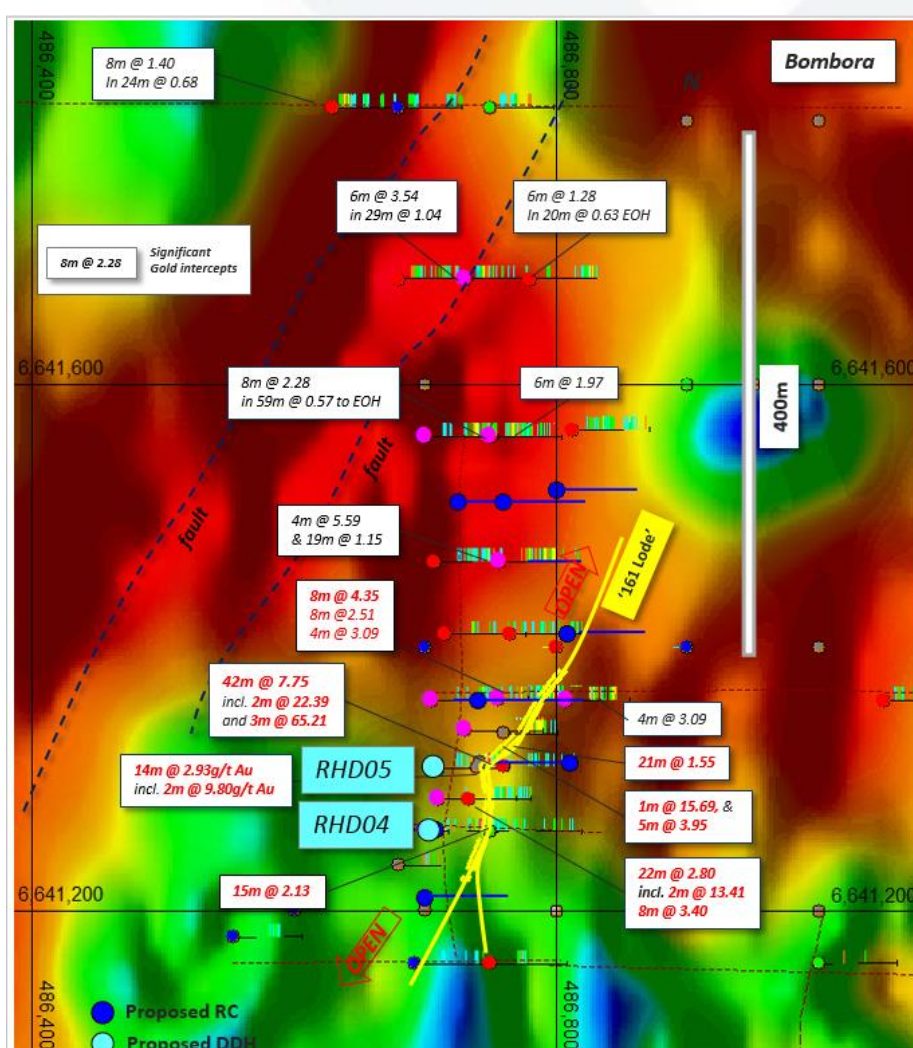 486,400
486,800
Bombora
N
8m @ 1.40
In 24m @ 0.68
6m @ 3.54
in 29m @ 1.04
6m @ 1.28
In 20m @ 0.63 EOH
8m @ 2.28
Significant
Gold intercepts
6,641,600
6,641,600
8m @ 2.28
in 59m @ 0.57 to EOH
6m @ 1.97
400m
fault
fault
4m @ 5.59
& 19m @ 1.15
OPEN
'161 Lode'
8m @ 4.35
8m @2.51
4m @ 3.09
42m @ 7.75
incl. 2m @ 22.39
and 3m @ 65.21
4m @ 3.09
14m @ 2.93g/t Au
incl. 2m @ 9.80g/t Au
RHD05
21m @ 1.55
1m @ 15.69, &
5m @ 3.95
RHD04
15m @ 2.13
22m @ 2.80
incl. 2m @ 13.41
8m @ 3.40
6,641,200
6,641,200
OPEN
486,400
486,800
Proposed RC
Proposed DDH